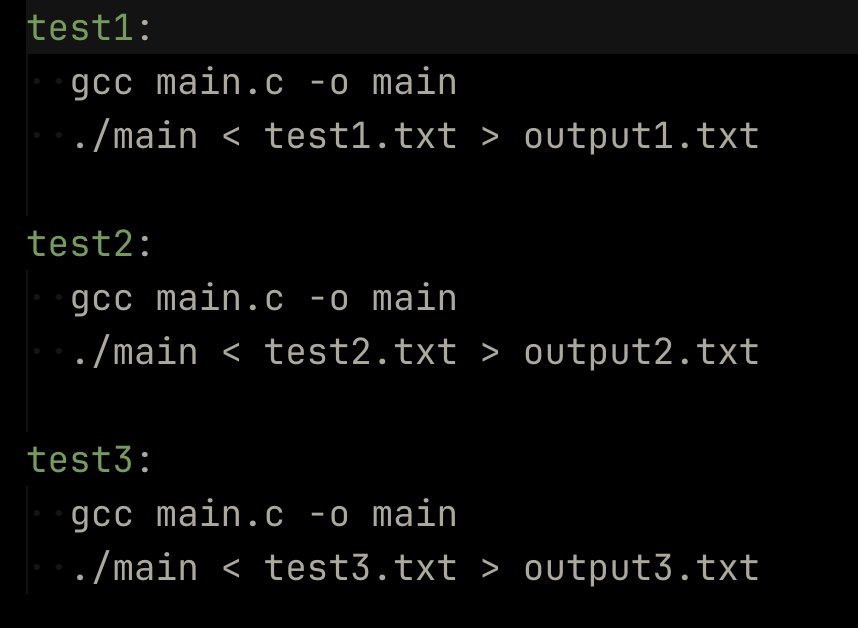 test1:
  gcc main.c -o main
  ./main < test1.txt > output1.txt

test2:
  gcc main.c -o main
  ./main < test2.txt > output2.txt

test3:
  gcc main.c -o main
  ./main < test3.txt > output3.txt